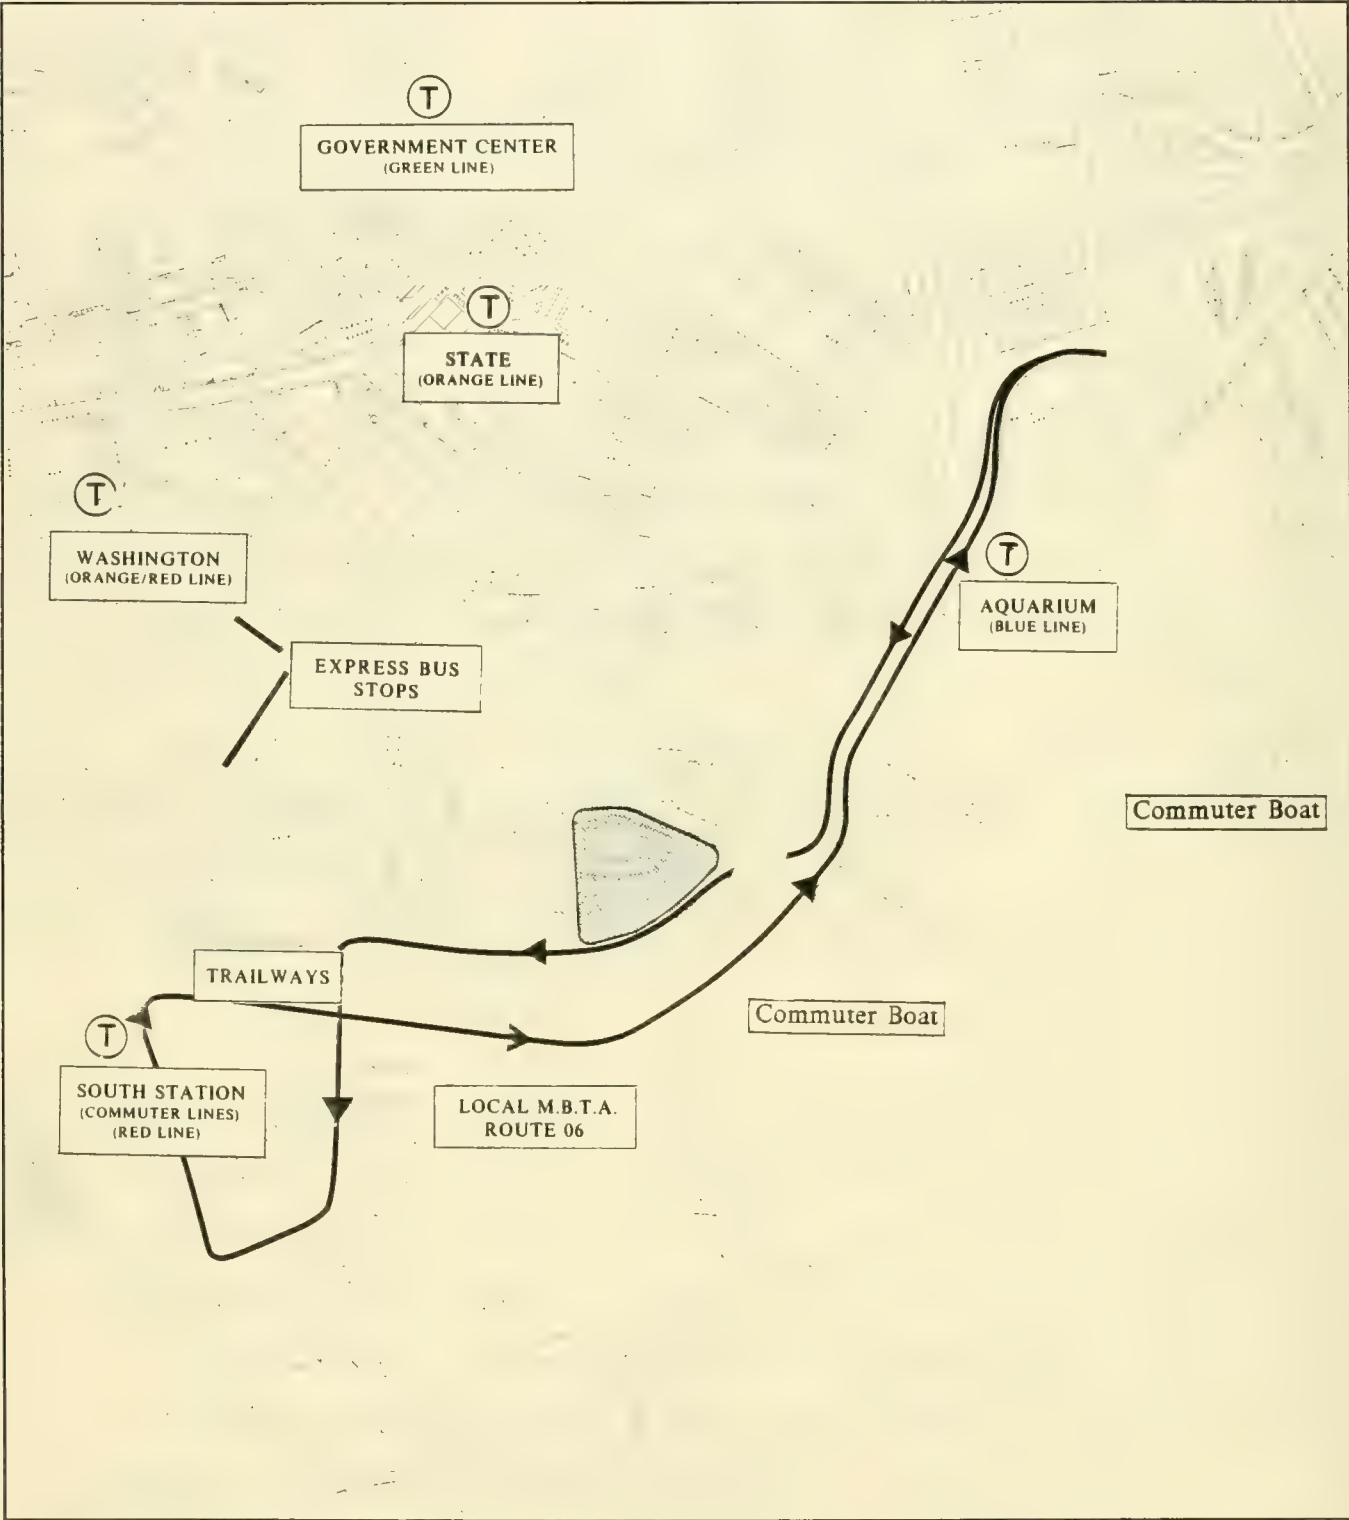 T
GOVERNMENT CENTER
(GREEN LINE)
T
STATE
(ORANGE LINE)
T
WASHINGTON
(ORANGE/RED LINE)
T
AQUARIUM
(BLUE LINE)
EXPRESS BUS
STOPS
Commuter Boat
TRAILWAYS
Commuter Boat
T
SOUTH STATION
(COMMUTER LINES)
(RED LINE)
LOCAL M.B.T.A.
ROUTE 06